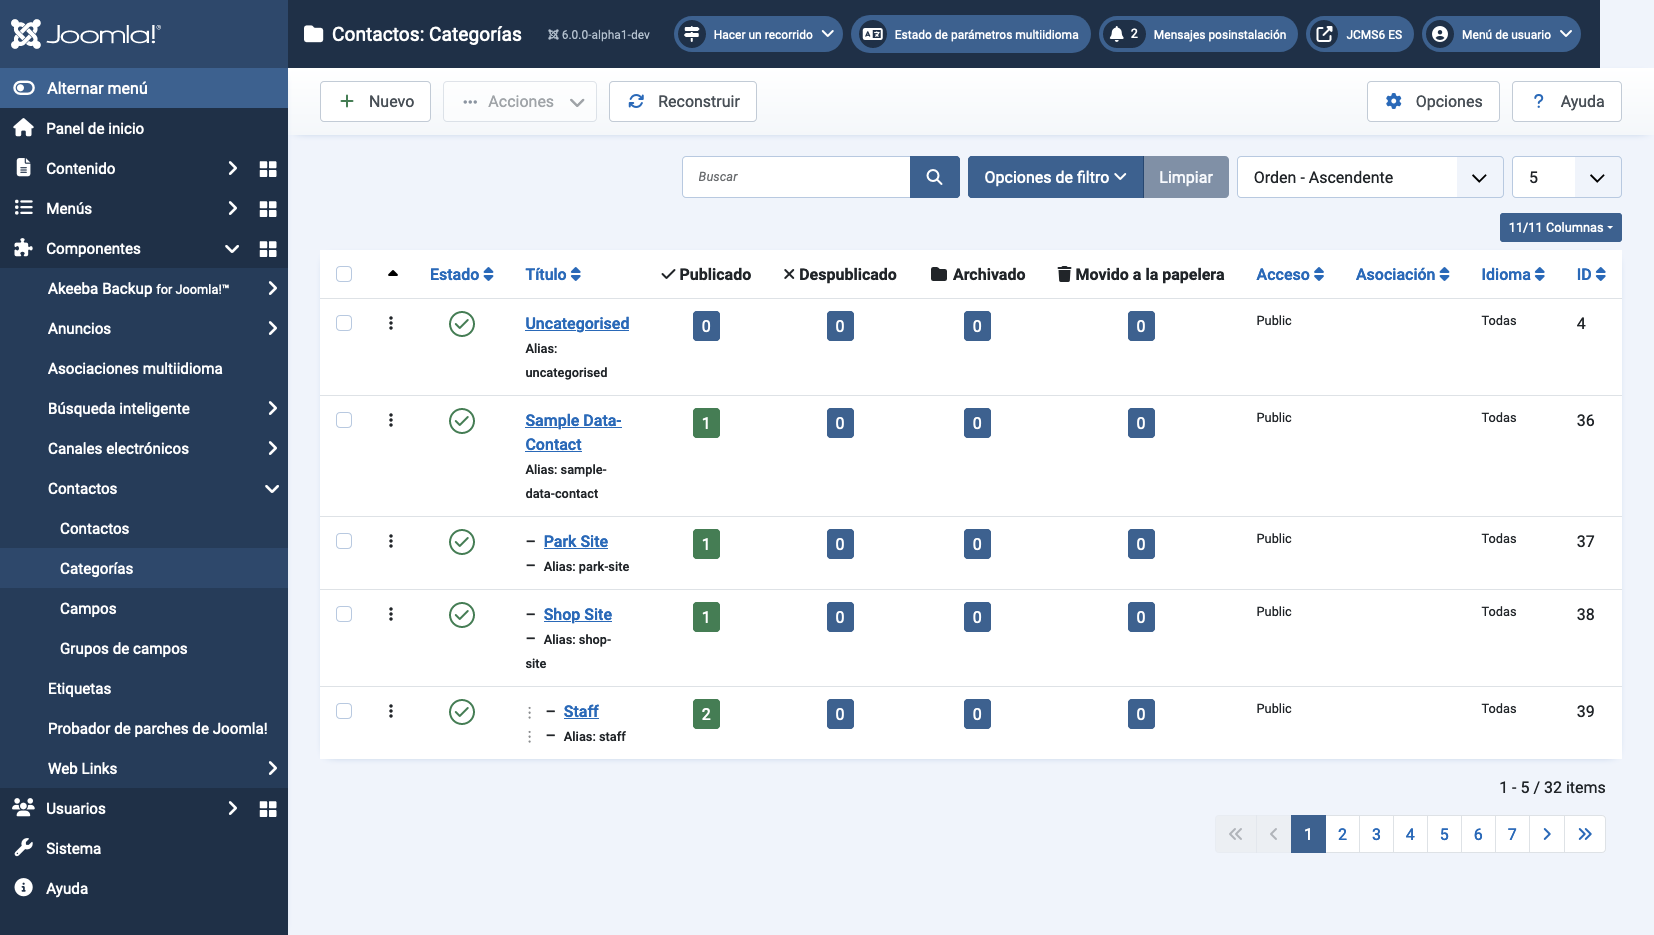 Joomla!®
Contactos: Categorías
6.0.0-alpha1-dev
Hacer un recorrido
Estado de parámetros multiidioma
2 Mensajes posinstalación
JCMS6 ES
Menú de usuario
Alternar menú
Panel de inicio
Contenido
Menús
Componentes
Akeeba Backup for Joomla!™
Anuncios
Asociaciones multiidioma
Búsqueda inteligente
Canales electrónicos
Contactos
Contactos
Categorías
Campos
Grupos de campos
Etiquetas
Probador de parches de Joomla!
Web Links
Usuarios
Sistema
Ayuda
+ Nuevo
··· Acciones
Reconstruir
Opciones
? Ayuda
Buscar
Opciones de filtro
Limpiar
Orden - Ascendente
5
11/11 Columnas
Estado Título Publicado Despublicado Archivado Movido a la papelera Acceso Asociación Idioma ID
Uncategorised 0 0 0 0 Public Todas 4
Alias:
uncategorised
Sample Data- 1 0 0 0 Public Todas 36
Contact
Alias: sample-
data-contact
– Park Site 1 0 0 0 Public Todas 37
– Alias: park-site
– Shop Site 1 0 0 0 Public Todas 38
– Alias: shop-
site
⋮ – Staff 2 0 0 0 Public Todas 39
⋮ – Alias: staff
1 - 5 / 32 items
1 2 3 4 5 6 7